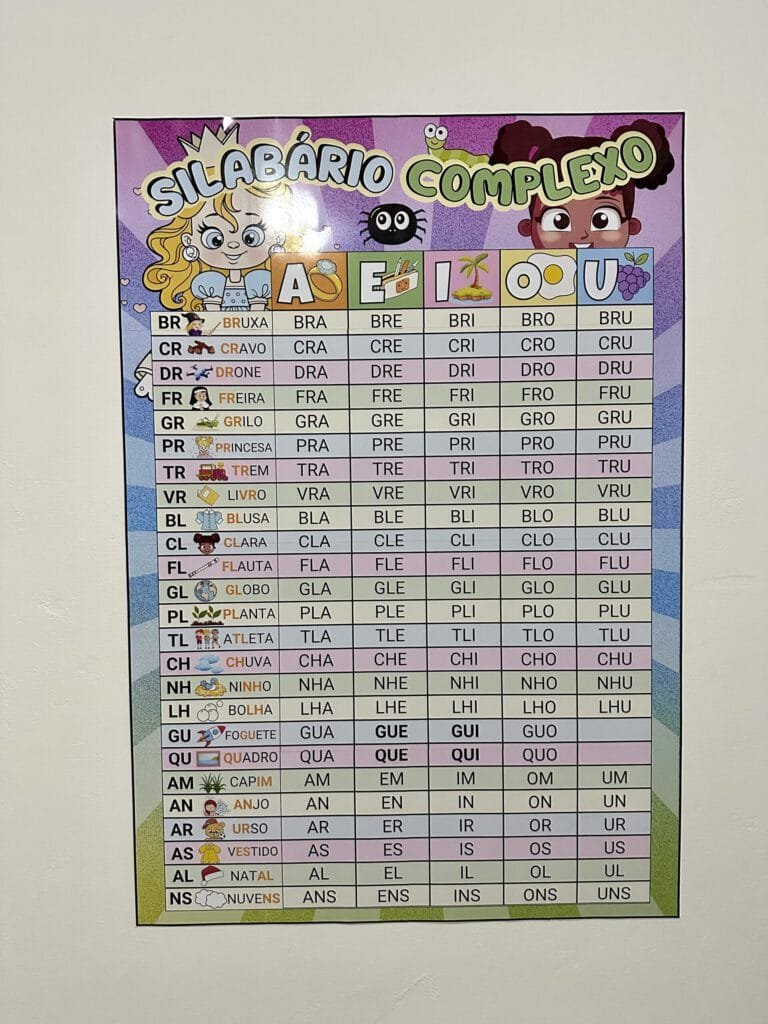 SILABÁRIO COMPLEXO
A E I O U
BR BRUXA BRA BRE BRI BRO BRU
CR CRAVO CRA CRE CRI CRO CRU
DR DRONE DRA DRE DRI DRO DRU
FR FREIRA FRA FRE FRI FRO FRU
GR GRILO GRA GRE GRI GRO GRU
PR PRINCESA PRA PRE PRI PRO PRU
TR TREM TRA TRE TRI TRO TRU
VR LIVRO VRA VRE VRI VRO VRU
BL BLUSA BLA BLE BLI BLO BLU
CL CLARA CLA CLE CLI CLO CLU
FL FLAUTA FLA FLE FLI FLO FLU
GL GLOBO GLA GLE GLI GLO GLU
PL PLANTA PLA PLE PLI PLO PLU
TL ATLETA TLA TLE TLI TLO TLU
CH CHUVA CHA CHE CHI CHO CHU
NH NINHO NHA NHE NHI NHO NHU
LH BOLHA LHA LHE LHI LHO LHU
GU FOGUETE GUA GUE GUI GUO
QU QUADRO QUA QUE QUI QUO
AM CAPIM AM EM IM OM UM
AN ANJO AN EN IN ON UN
AR URSO AR ER IR OR UR
AS VESTIDO AS ES IS OS US
AL NATAL AL EL IL OL UL
NS NUVENS ANS ENS INS ONS UNS